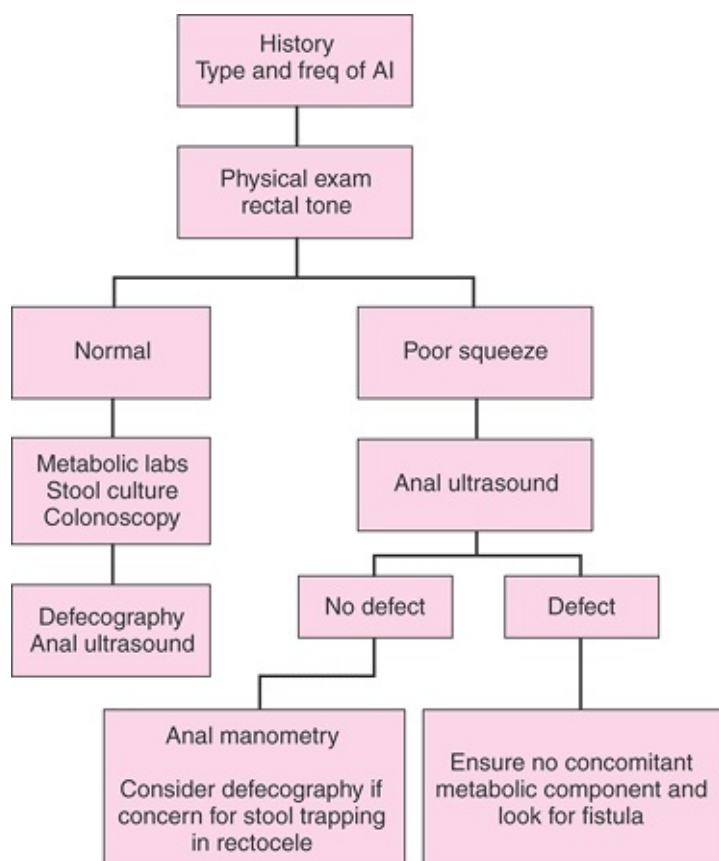 History
Type and freq of AI
Physical exam
rectal tone
Normal
Poor squeeze
Metabolic labs
Stool culture
Colonoscopy
Anal ultrasound
Defecography
Anal ultrasound
No defect
Defect
Anal manometry
Consider defecography if
concern for stool trapping
in rectocele
Ensure no concomitant
metabolic component and
look for fistula